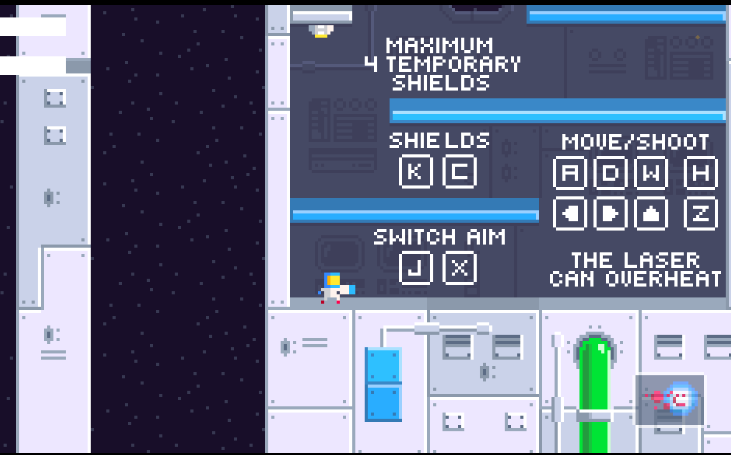 MAXIMUM
4 TEMPORARY
SHIELDS
SHIELDS
K C
MOVE/SHOOT
A D W H
Z
SWITCH AIM
J X
THE LASER
CAN OVERHEAT